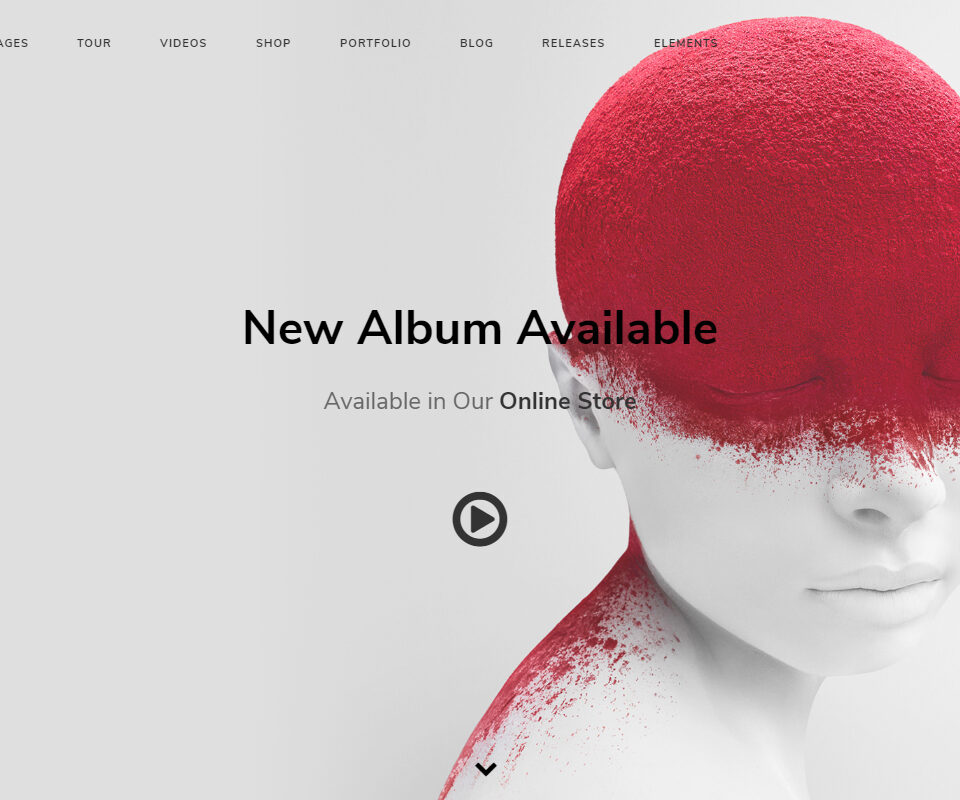 AGES TOUR VIDEOS SHOP PORTFOLIO BLOG RELEASES ELEMENTS
New Album Available
Available in Our Online Store